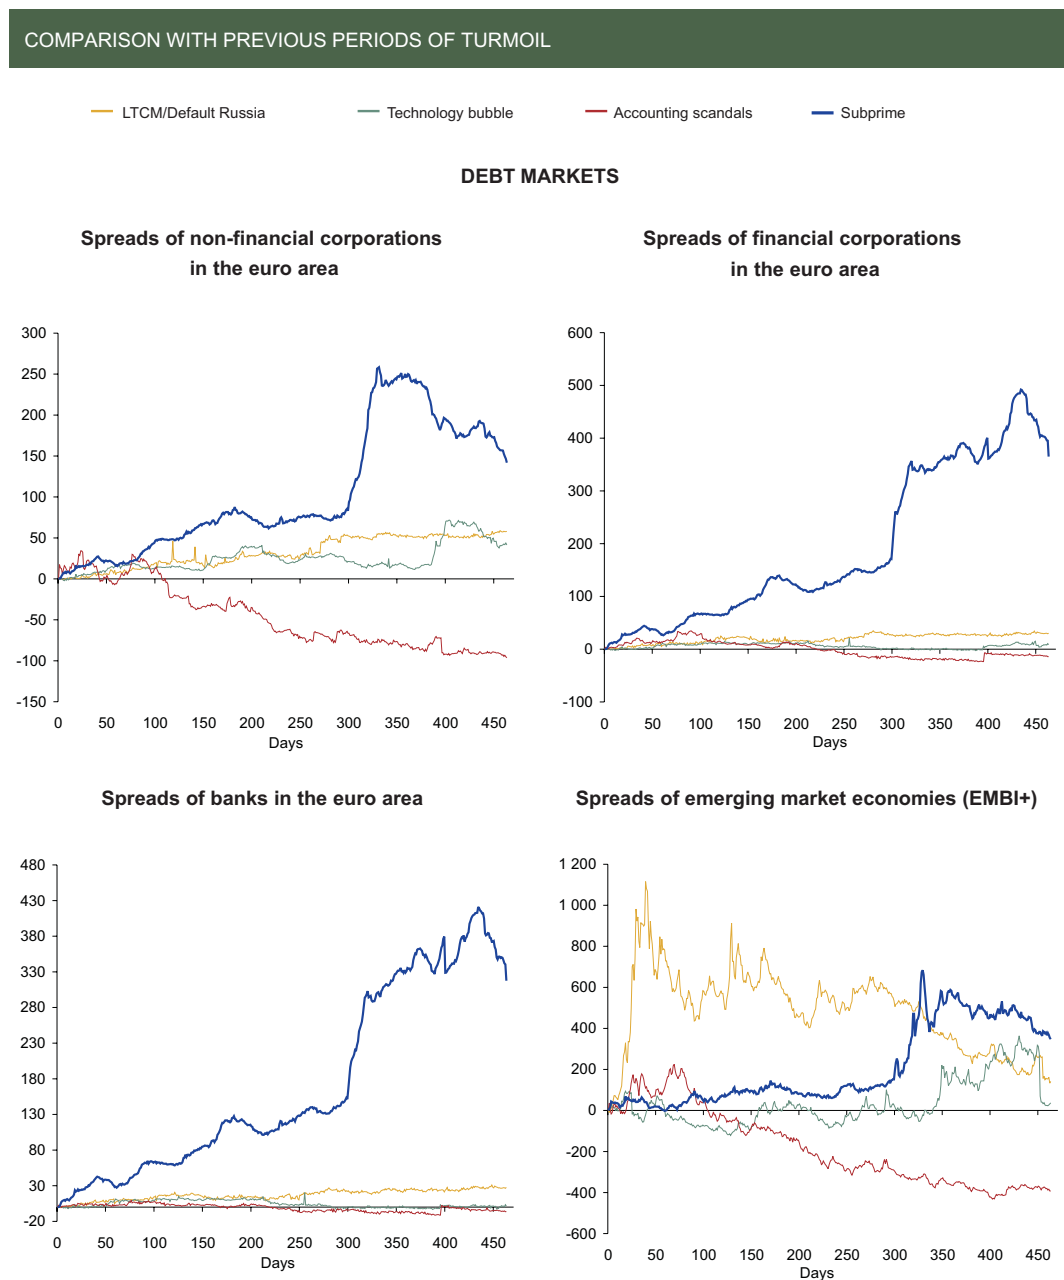 COMPARISON WITH PREVIOUS PERIODS OF TURMOIL
LTCM/Default Russia
Technology bubble
Accounting scandals
Subprime
DEBT MARKETS
Spreads of non-financial corporations
in the euro area
300
250
200
150
100
50
0
-50
-100
-150
0 50 100 150 200 250 300 350 400 450
Days
Spreads of financial corporations
in the euro area
600
500
400
300
200
100
0
-100
0 50 100 150 200 250 300 350 400 450
Days
Spreads of banks in the euro area
480
430
380
330
280
230
180
130
80
30
-20
0 50 100 150 200 250 300 350 400 450
Days
Spreads of emerging market economies (EMBI+)
1 200
1 000
800
600
400
200
0
-200
-400
-600
0 50 100 150 200 250 300 350 400 450
Days